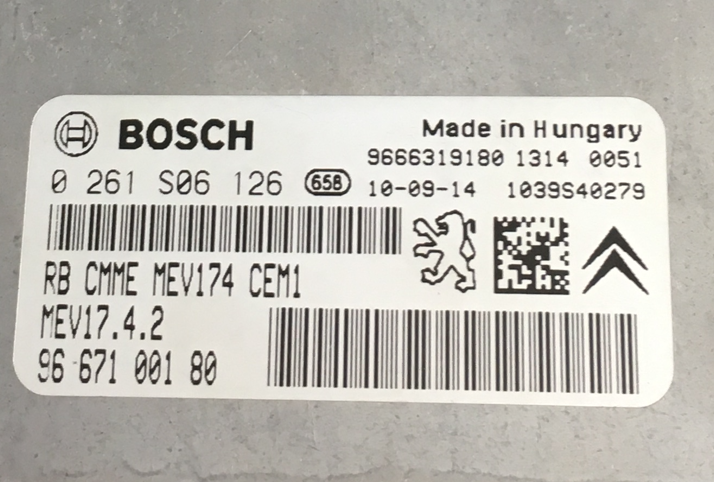 BOSCH
Made in Hungary
9666319180 1314 0051
0 261 S06 126 658
10-09-14 1039S40279
RB CMME MEV174 CEM1
MEV17.4.2
96 671 001 80